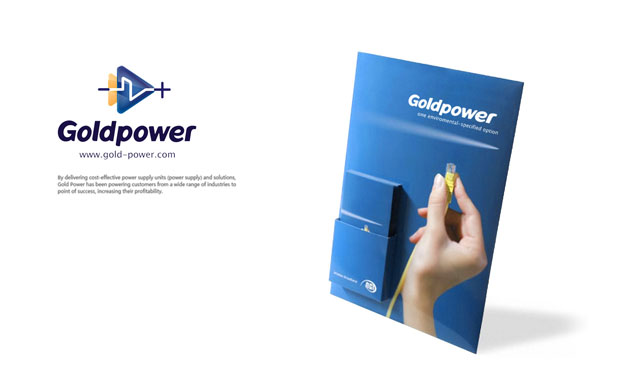 Goldpower
www.gold-power.com
By delivering cost-effective power supply units (power supply) and solutions,
Gold Power has been powering customers from a wide range of industries to
point of success, increasing their profitability.
Goldpower
one enviromental-specified option